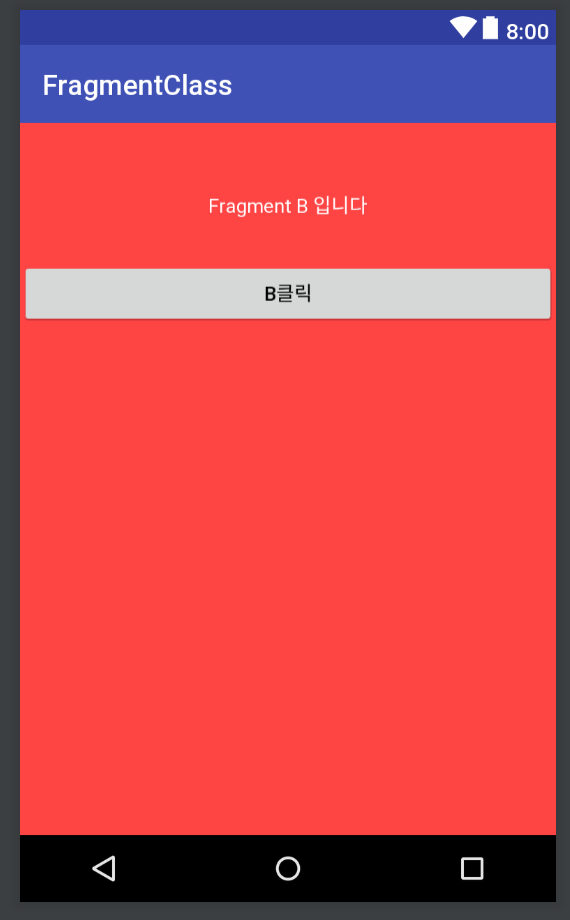 8:00
FragmentClass
Fragment B 입니다
B클릭